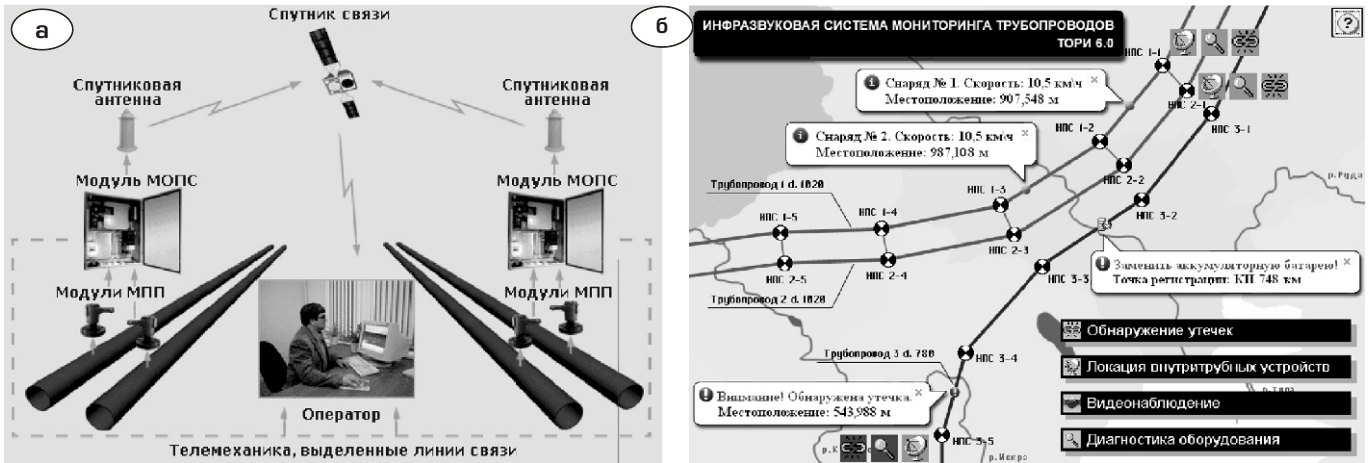 а
Спутник связи
Спутниковая
антенна
Спутниковая
антенна
Модуль МОПС
Модуль МОПС
Модули МПП
Модули МПП
Оператор
Телемеханика, выделенные линии связи
б
ИНФРАЗВУКОВАЯ СИСТЕМА МОНИТОРИНГА ТРУБОПРОВОДОВ
ТОРИ 6.0
?
НПС 1-1
Снаряд № 1. Скорость: 10,5 км/ч
Местоположение: 907,548 м
НПС 2-1
НПС 3-1
НПС 1-2
Снаряд № 2. Скорость: 10,5 км/ч
Местоположение: 987,108 м
НПС 2-2
р.Руда
Трубопровод 1 d.1020
НПС 1-3
НПС 3-2
НПС 1-5
НПС 1-4
НПС 2-3
НПС 2-5
НПС 2-4
НПС 3-3
Заменить аккумуляторную батарею!
Точка регистрации: КП 748 км
Трубопровод 2 d.1020
Обнаружение утечек
Трубопровод 3 d.780
НПС 3-4
Локация внутритрубных устройств
Внимание! Обнаружена утечка.
Местоположение: 543,988 м
Видеонаблюдение
НПС 3-5
Диагностика оборудования
р.Искра